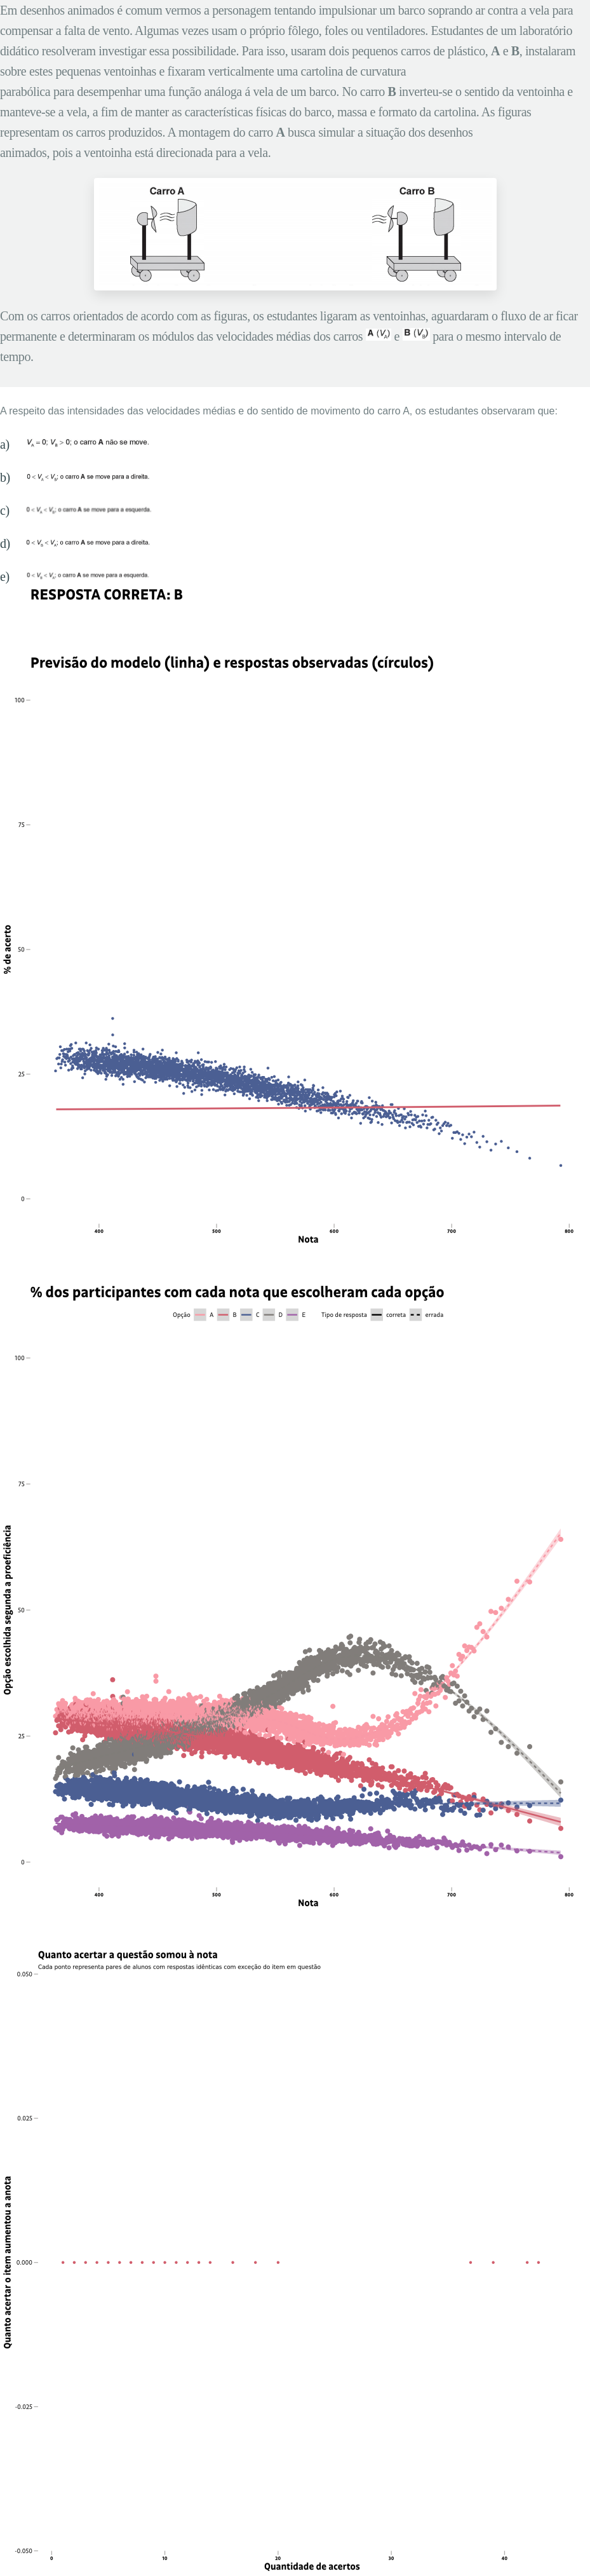 Em desenhos animados é comum vermos a personagem tentando impulsionar um barco soprando ar contra a vela para
compensar a falta de vento. Algumas vezes usam o próprio fôlego, foles ou ventiladores. Estudantes de um laboratório
didático resolveram investigar essa possibilidade. Para isso, usaram dois pequenos carros de plástico, A e B, instalaram
sobre estes pequenas ventoinhas e fixaram verticalmente uma cartolina de curvatura
parabólica para desempenhar uma função análoga á vela de um barco. No carro B inverteu-se o sentido da ventoinha e
manteve-se a vela, a fim de manter as características físicas do barco, massa e formato da cartolina. As figuras
representam os carros produzidos. A montagem do carro A busca simular a situação dos desenhos
animados, pois a ventoinha está direcionada para a vela.
Carro A Carro B
Com os carros orientados de acordo com as figuras, os estudantes ligaram as ventoinhas, aguardaram o fluxo de ar ficar
permanente e determinaram os módulos das velocidades médias dos carros A (V_A) e B (V_B) para o mesmo intervalo de
tempo.
A respeito das intensidades das velocidades médias e do sentido de movimento do carro A, os estudantes observaram que:
a) V_A = 0; V_B > 0; o carro A não se move.
b) 0 < V_A < V_B; o carro A se move para a direita.
c) 0 < V_A < V_B; o carro A se move para a esquerda.
d) 0 < V_B < V_A; o carro A se move para a direita.
e) 0 < V_B < V_A; o carro A se move para a esquerda.
RESPOSTA CORRETA: B
Previsão do modelo (linha) e respostas observadas (círculos)
100
75
% de acerto
50
25
0
400 500 600 700 800
Nota
% dos participantes com cada nota que escolheram cada opção
Opção A B C D E Tipo de resposta correta errada
100
75
Opção escolhida segunda a proeficiência
50
25
0
400 500 600 700 800
Nota
Quanto acertar a questão somou à nota
Cada ponto representa pares de alunos com respostas idênticas com exceção do item em questão
0.050
0.025
Quanto acertar o item aumentou a anota
0.000
-0.025
-0.050
0 10 20 30 40
Quantidade de acertos